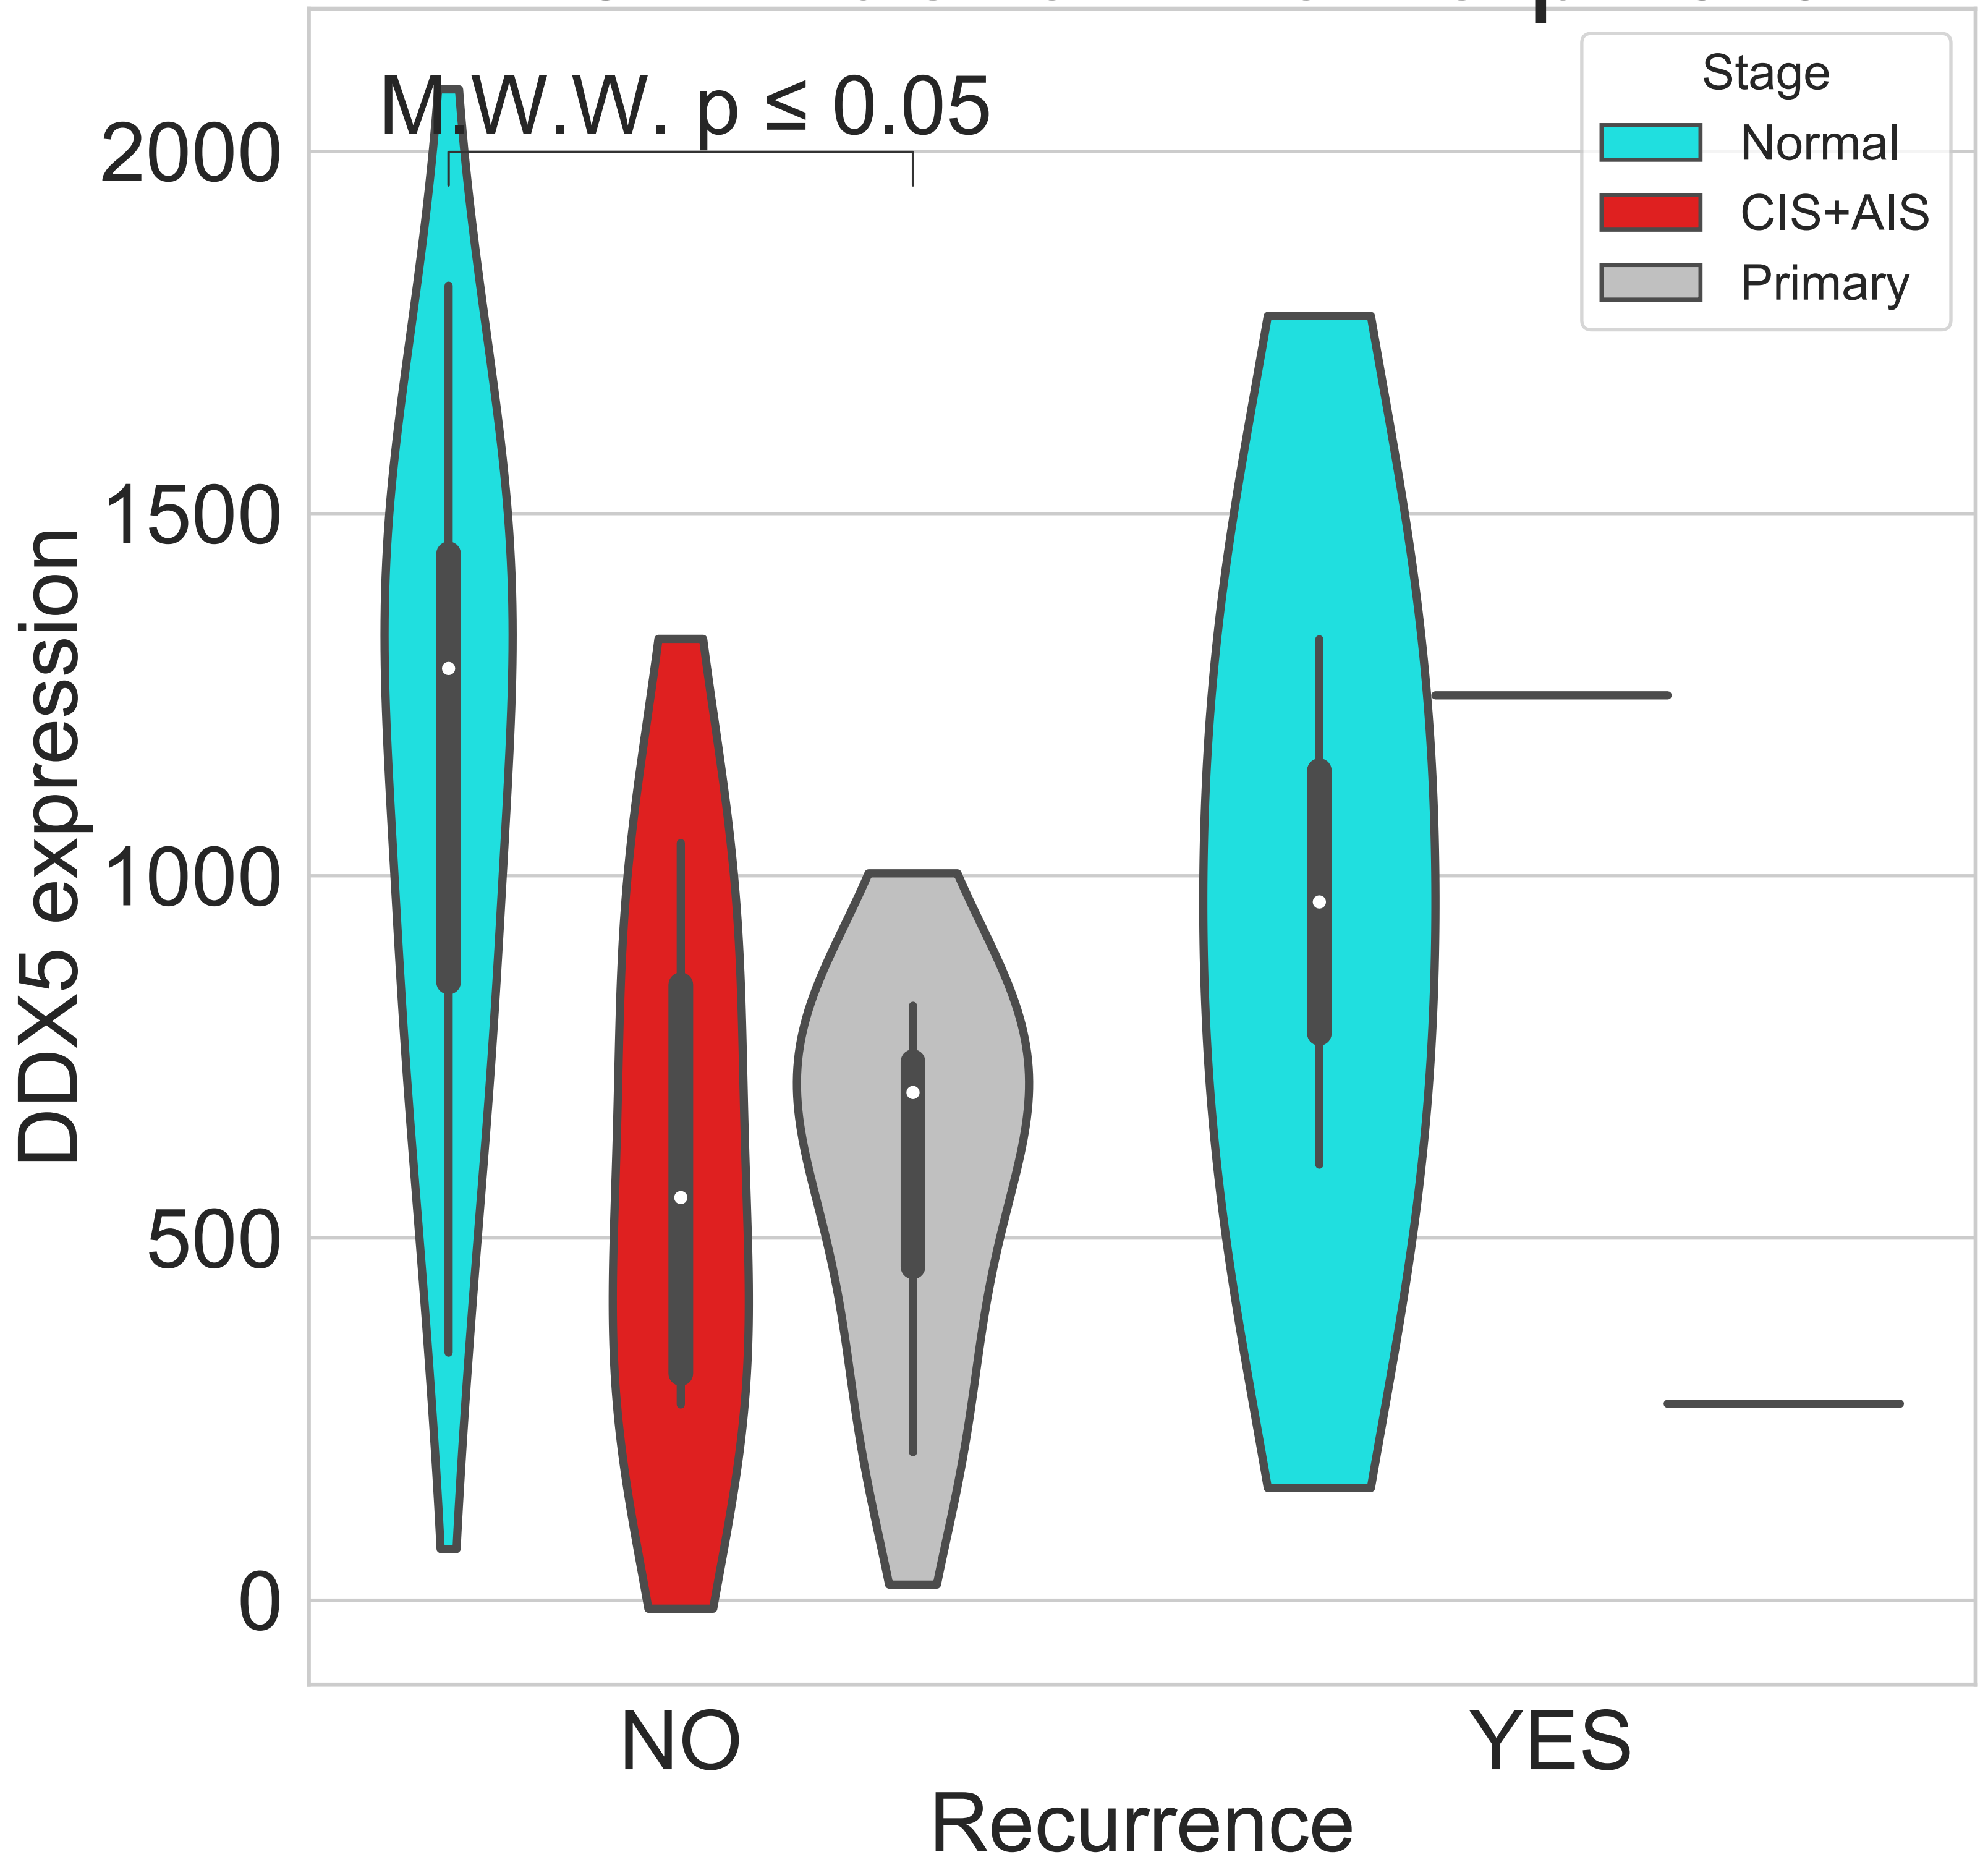 M.W.W. p ≤ 0.05
Stage
Normal
CIS+AIS
Primary
2000
1500
1000
500
0
DDX5 expression
NO
YES
Recurrence